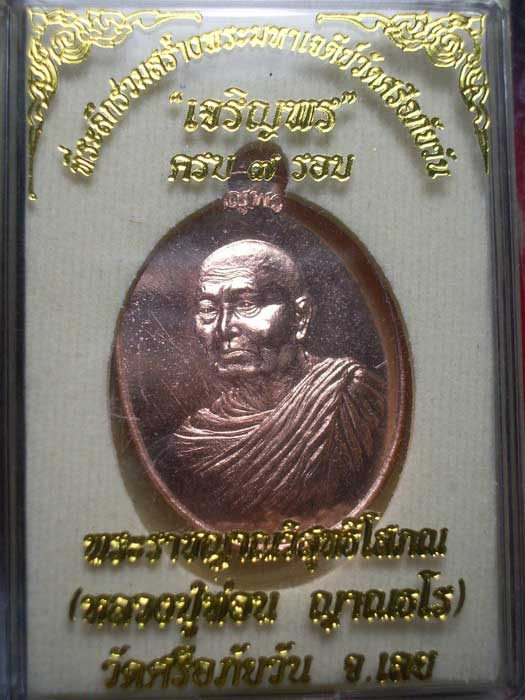 ที่ระลึกร่วมสร้างพระมหาเจดีย์วัดศรีอภัยวัน
"เจริญพร"
ครบ ๗ รอบ
พระราชญาณวิสุทธิโสภณ
(หลวงปู่ท่อน ญาณธโร)
วัดศรีอภัยวัน จ.เลย